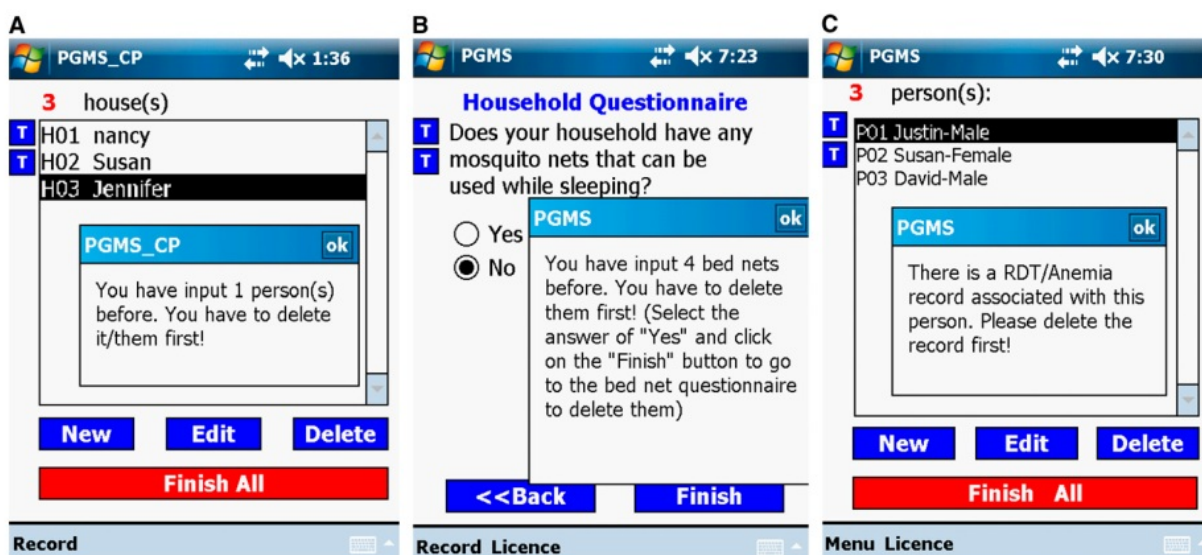 A
PGMS_CP 1:36
3 house(s)
T
T
H01 nancy
H02 Susan
H03 Jennifer
PGMS_CP ok
You have input 1 person(s)
before. You have to delete
it/them first!
New Edit Delete
Finish All
Record
B
PGMS 7:23
Household Questionnaire
T Does your household have any
T mosquito nets that can be
used while sleeping?
Yes
No
PGMS ok
You have input 4 bed nets
before. You have to delete
them first! (Select the
answer of "Yes" and click
on the "Finish" button to go
to the bed net questionnaire
to delete them)
<<Back Finish
Record Licence
C
PGMS 7:30
3 person(s):
T
T
P01 Justin-Male
P02 Susan-Female
P03 David-Male
PGMS ok
There is a RDT/Anemia
record associated with this
person. Please delete the
record first!
New Edit Delete
Finish All
Menu Licence